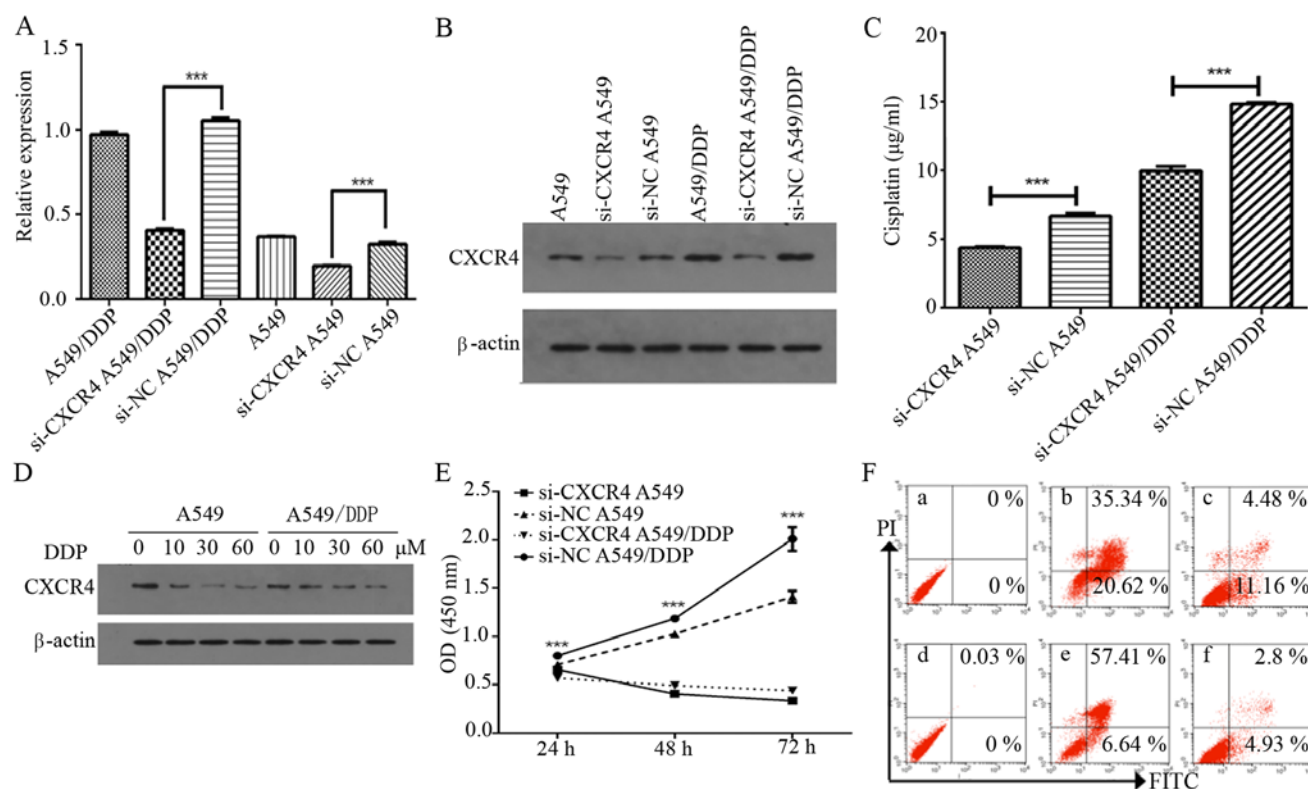 A
1.5
1.0
0.5
0.0
Relative expression
***
***
A549/DDP
si-CXCR4 A549/DDP
si-NC A549/DDP
A549
si-CXCR4 A549
si-NC A549
B
A549
si-CXCR4 A549
si-NC A549
A549/DDP
si-CXCR4 A549/DDP
si-NC A549/DDP
CXCR4
β-actin
C
20
15
10
5
0
Cisplatin (μg/ml)
***
***
si-CXCR4 A549
si-NC A549
si-CXCR4 A549/DDP
si-NC A549/DDP
D
A549 A549/DDP
DDP 0 10 30 60 0 10 30 60 μM
CXCR4
β-actin
E
2.5
2.0
1.5
1.0
0.5
0.0
OD (450 nm)
si-CXCR4 A549
si-NC A549
si-CXCR4 A549/DDP
si-NC A549/DDP
***
***
***
24 h 48 h 72 h
F
PI
a 0 %
0 %
b 35.34 %
20.62 %
c 4.48 %
11.16 %
d 0.03 %
0 %
e 57.41 %
6.64 %
f 2.8 %
4.93 %
FITC